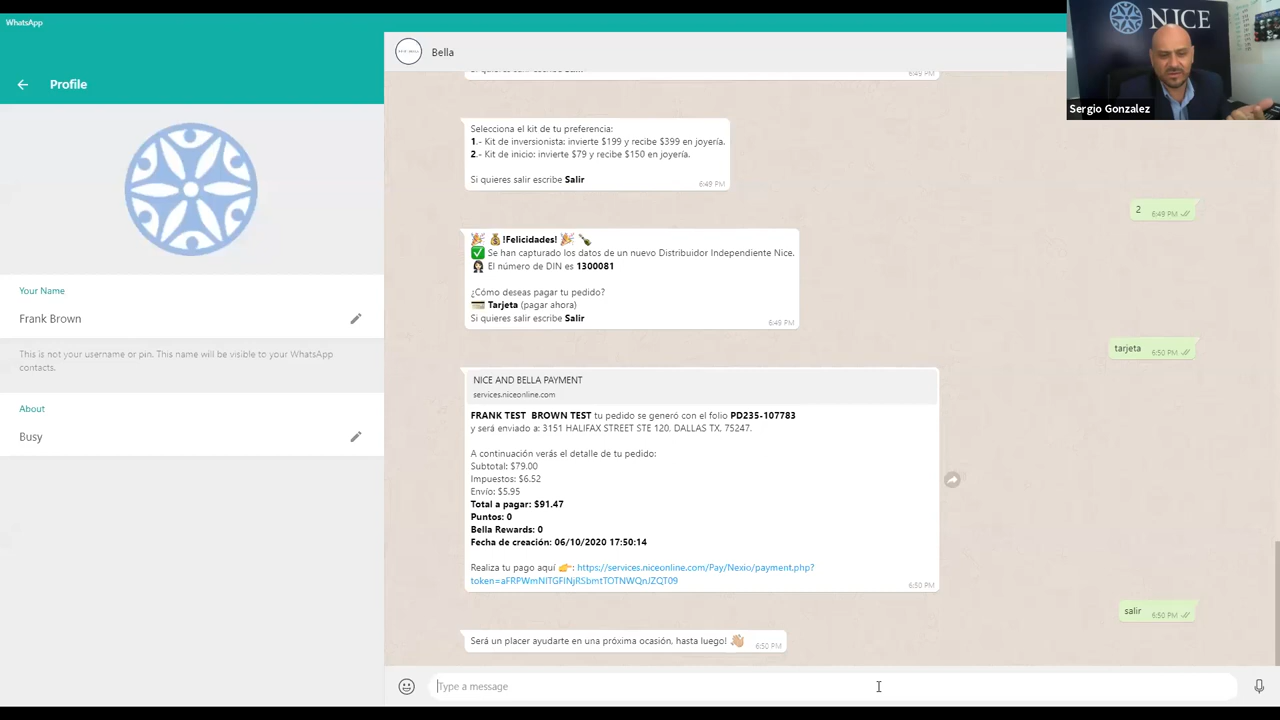 WhatsApp
Profile
Your Name
Frank Brown
This is not your username or pin. This name will be visible to your WhatsApp
contacts.
About
Busy
Bella
Si quieres salir escribe Salir
6:49 PM
Selecciona el kit de tu preferencia:
1.- Kit de inversionista: invierte $199 y recibe $399 en joyería.
2.- Kit de inicio: invierte $79 y recibe $150 en joyería.
Si quieres salir escribe Salir
6:49 PM
2 6:49 PM
!Felicidades!
Se han capturado los datos de un nuevo Distribuidor Independiente Nice.
El número de DIN es 1300081
¿Cómo deseas pagar tu pedido?
Tarjeta (pagar ahora)
Si quieres salir escribe Salir
6:49 PM
tarjeta 6:50 PM
NICE AND BELLA PAYMENT
services.niceonline.com
FRANK TEST BROWN TEST tu pedido se generó con el folio PD235-107783
y será enviado a: 3151 HALIFAX STREET STE 120. DALLAS TX, 75247.
A continuación verás el detalle de tu pedido:
Subtotal: $79.00
Impuestos: $6.52
Envío: $5.95
Total a pagar: $91.47
Puntos: 0
Bella Rewards: 0
Fecha de creación: 06/10/2020 17:50:14
Realiza tu pago aquí : https://services.niceonline.com/Pay/Nexio/payment.php?
6:50 PM
salir 6:50 PM
Será un placer ayudarte en una próxima ocasión, hasta luego!
6:50 PM
Type a message
NICE
Sergio Gonzalez